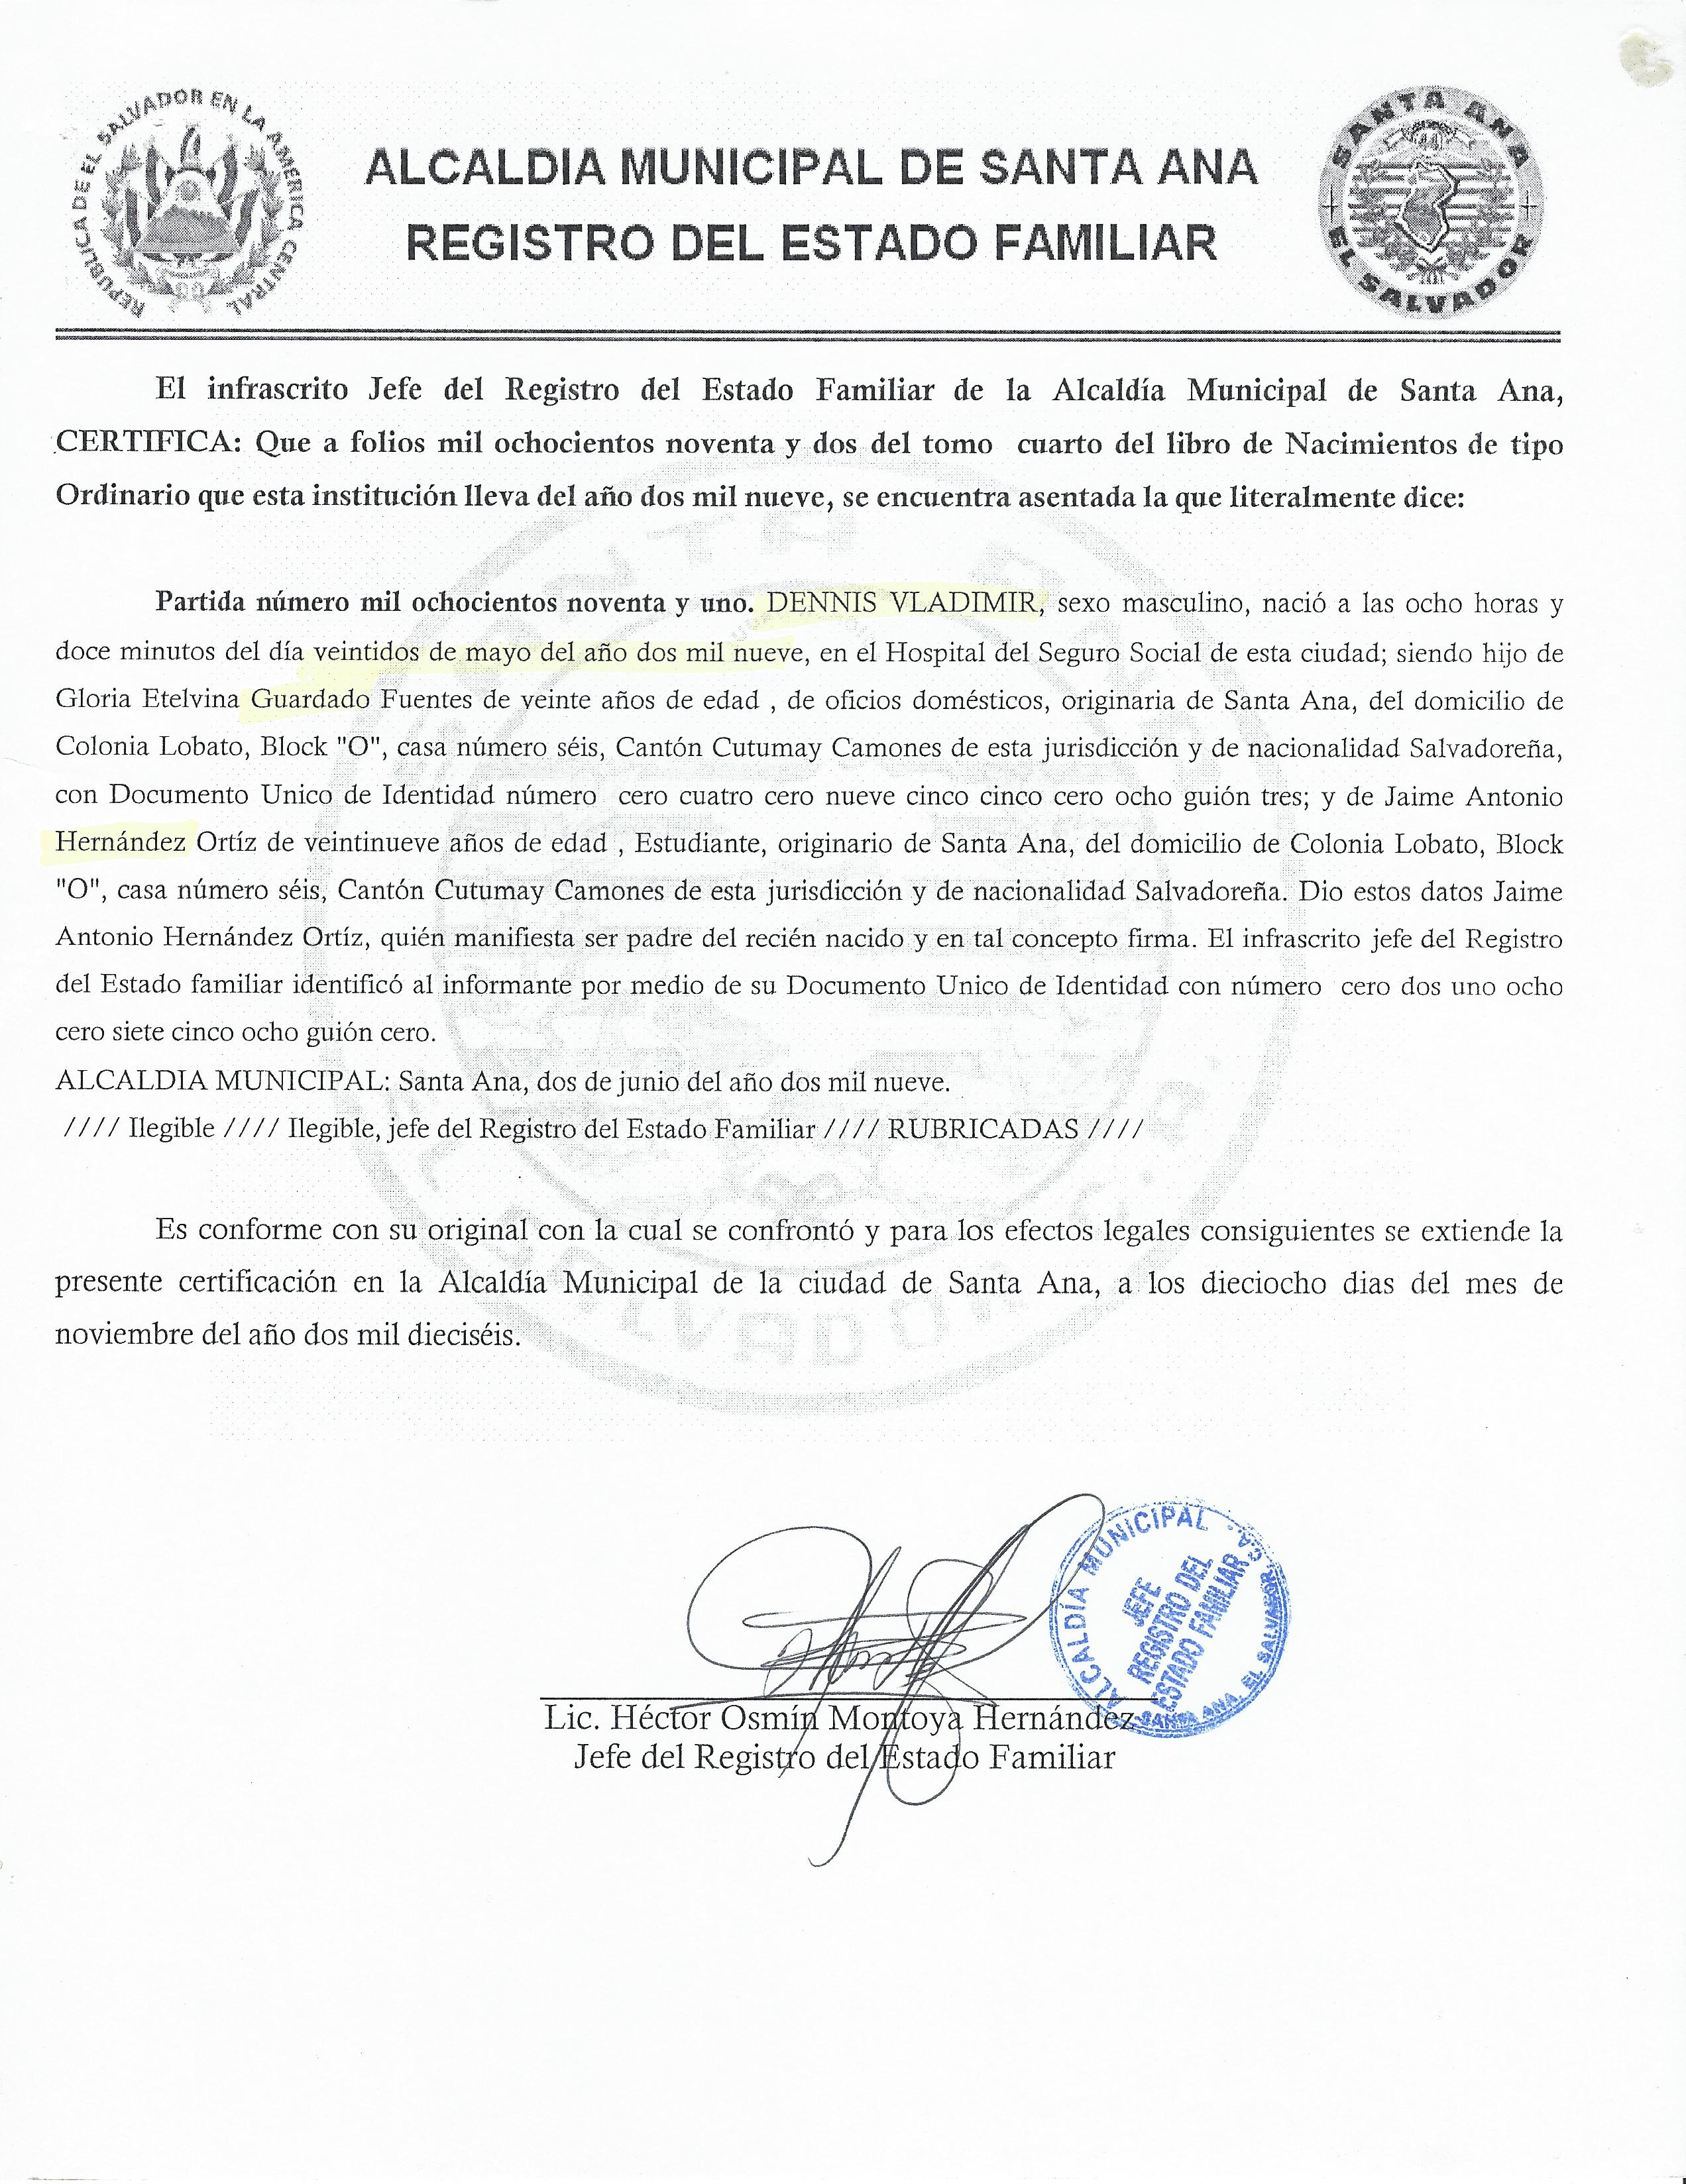 REPUBLICA DE EL SALVADOR EN LA AMERICA CENTRAL
ALCALDIA MUNICIPAL DE SANTA ANA
REGISTRO DEL ESTADO FAMILIAR
SANTA ANA
EL SALVADOR
El infrascrito Jefe del Registro del Estado Familiar de la Alcaldía Municipal de Santa Ana,
CERTIFICA: Que a folios mil ochocientos noventa y dos del tomo cuarto del libro de Nacimientos de tipo
Ordinario que esta institución lleva del año dos mil nueve, se encuentra asentada la que literalmente dice:
Partida número mil ochocientos noventa y uno. DENNIS VLADIMIR, sexo masculino, nació a las ocho horas y
doce minutos del día veintidos de mayo del año dos mil nueve, en el Hospital del Seguro Social de esta ciudad; siendo hijo de
Gloria Etelvina Guardado Fuentes de veinte años de edad , de oficios domésticos, originaria de Santa Ana, del domicilio de
Colonia Lobato, Block "O", casa número séis, Cantón Cutumay Camones de esta jurisdicción y de nacionalidad Salvadoreña,
con Documento Unico de Identidad número cero cuatro cero nueve cinco cinco cero ocho guión tres; y de Jaime Antonio
Hernández Ortíz de veintinueve años de edad , Estudiante, originario de Santa Ana, del domicilio de Colonia Lobato, Block
"O", casa número séis, Cantón Cutumay Camones de esta jurisdicción y de nacionalidad Salvadoreña. Dio estos datos Jaime
Antonio Hernández Ortíz, quién manifiesta ser padre del recién nacido y en tal concepto firma. El infrascrito jefe del Registro
del Estado familiar identificó al informante por medio de su Documento Unico de Identidad con número cero dos uno ocho
cero siete cinco ocho guión cero.
ALCALDIA MUNICIPAL: Santa Ana, dos de junio del año dos mil nueve.
//// Ilegible //// Ilegible, jefe del Registro del Estado Familiar //// RUBRICADAS ////
Es conforme con su original con la cual se confrontó y para los efectos legales consiguientes se extiende la
presente certificación en la Alcaldía Municipal de la ciudad de Santa Ana, a los dieciocho dias del mes de
noviembre del año dos mil dieciséis.
ALCALDÍA MUNICIPAL
JEFE
REGISTRO DEL
ESTADO FAMILIAR
SANTA ANA, EL SALVADOR, C.A.
Lic. Héctor Osmín Montoya Hernández
Jefe del Registro del Estado Familiar